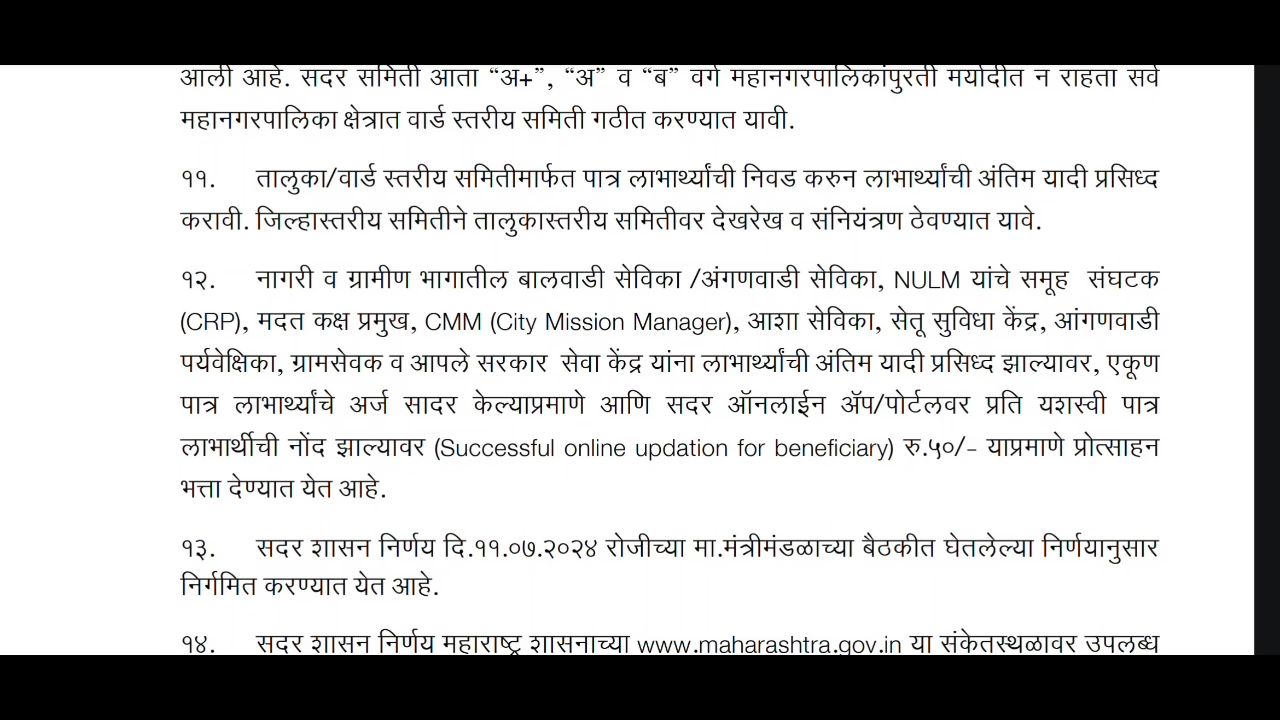 आली आहे. सदर समिती आता “अ+”, “अ” व “ब” वर्ग महानगरपालिकांपुरती मर्यादीत न राहता सर्व
महानगरपालिका क्षेत्रात वार्ड स्तरीय समिती गठीत करण्यात यावी.
११. तालुका/वार्ड स्तरीय समितीमार्फत पात्र लाभार्थ्यांची निवड करुन लाभार्थ्यांची अंतिम यादी प्रसिध्द
करावी. जिल्हास्तरीय समितीने तालुकास्तरीय समितीवर देखरेख व संनियंत्रण ठेवण्यात यावे.
१२. नागरी व ग्रामीण भागातील बालवाडी सेविका /अंगणवाडी सेविका, NULM यांचे समूह संघटक
(CRP), मदत कक्ष प्रमुख, CMM (City Mission Manager), आशा सेविका, सेतू सुविधा केंद्र, आंगणवाडी
पर्यवेक्षिका, ग्रामसेवक व आपले सरकार सेवा केंद्र यांना लाभार्थ्यांची अंतिम यादी प्रसिध्द झाल्यावर, एकूण
पात्र लाभार्थ्यांचे अर्ज सादर केल्याप्रमाणे आणि सदर ऑनलाईन ॲप/पोर्टलवर प्रति यशस्वी पात्र
लाभार्थीची नोंद झाल्यावर (Successful online updation for beneficiary) रु.५०/- याप्रमाणे प्रोत्साहन
भत्ता देण्यात येत आहे.
१३. सदर शासन निर्णय दि.११.०७.२०२४ रोजीच्या मा.मंत्रीमंडळाच्या बैठकीत घेतलेल्या निर्णयानुसार
निर्गमित करण्यात येत आहे.
१४. सदर शासन निर्णय महाराष्ट्र शासनाच्या www.maharashtra.gov.in या संकेतस्थळावर उपलब्ध